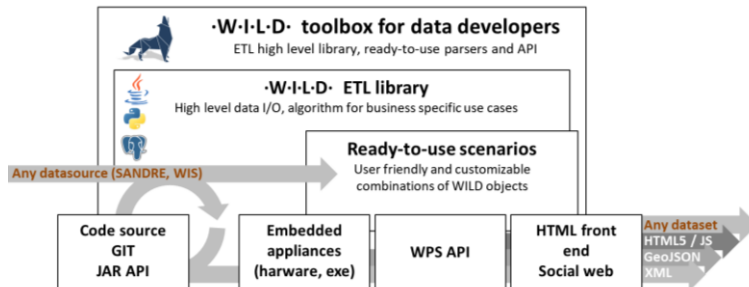 ·W·I·L·D· toolbox for data developers
ETL high level library, ready-to-use parsers and API
·W·I·L·D· ETL library
High level data I/O, algorithm for business specific use cases
Ready-to-use scenarios
User friendly and customizable
combinations of WILD objects
Any datasource (SANDRE, WIS)
Code source
GIT
JAR API
Embedded
appliances
(harware, exe)
WPS API
HTML front
end
Social web
Any dataset
HTML5 / JS
GeoJSON
XML